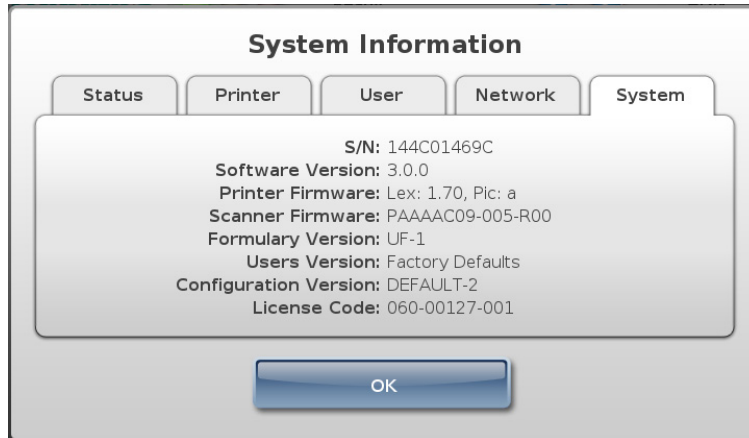 System Information
Status Printer User Network System
S/N: 144C01469C
Software Version: 3.0.0
Printer Firmware: Lex: 1.70, Pic: a
Scanner Firmware: PAAAAC09-005-R00
Formulary Version: UF-1
Users Version: Factory Defaults
Configuration Version: DEFAULT-2
License Code: 060-00127-001
OK